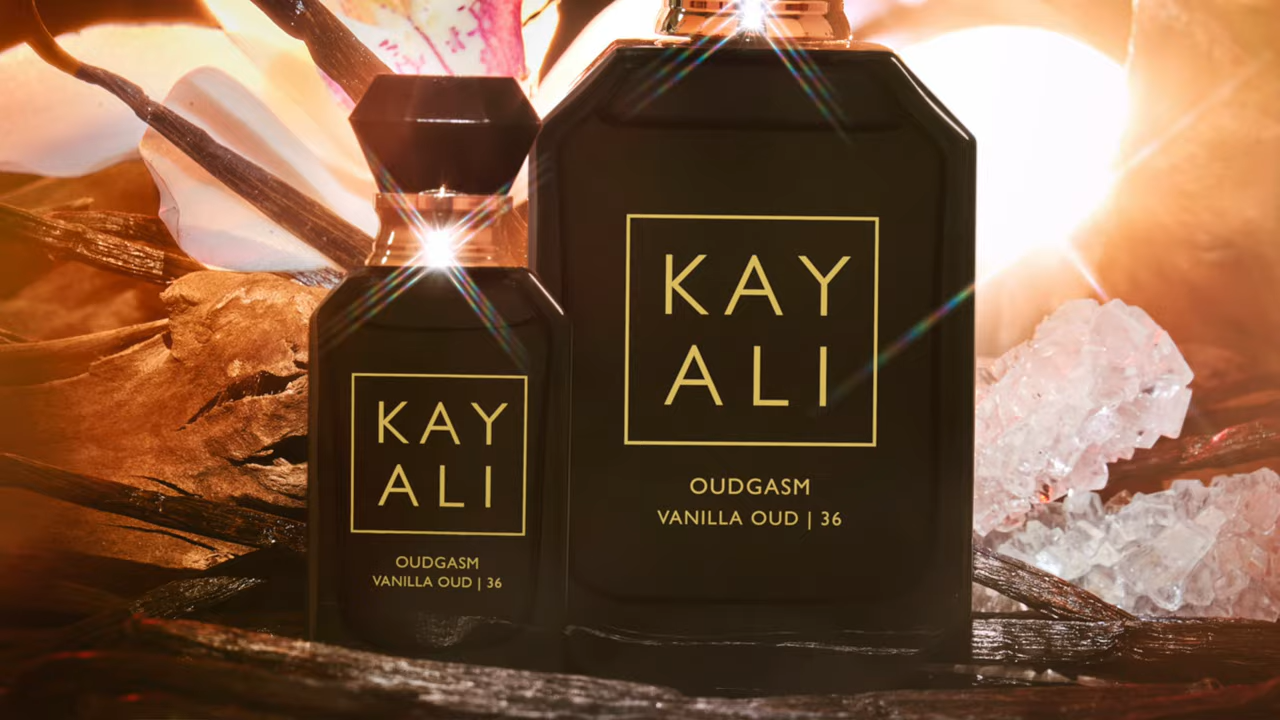 KAY
ALI
OUDGASM
VANILLA OUD | 36
KAY
ALI
OUDGASM
VANILLA OUD | 36